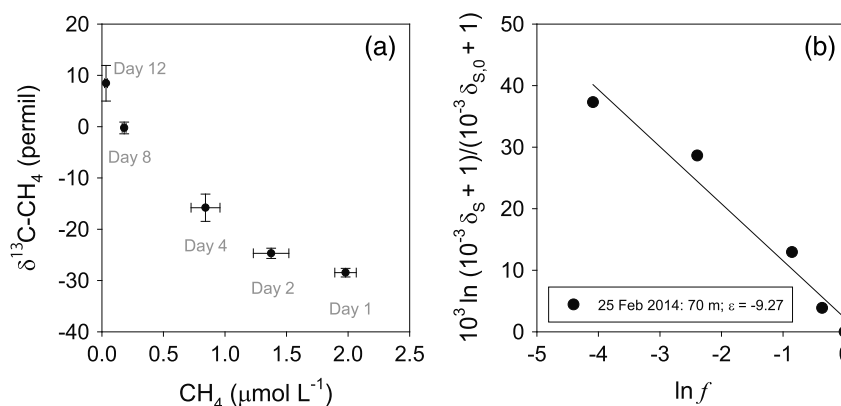 (a)
δ¹³C-CH₄ (permil)
20
10
0
-10
-20
-30
-40
Day 12
Day 8
Day 4
Day 2
Day 1
0.0 0.5 1.0 1.5 2.0 2.5
CH₄ (μmol L⁻¹)
(b)
10³ ln (10⁻³ δ_S + 1)/(10⁻³ δ_S,0 + 1)
50
40
30
20
10
0
25 Feb 2014: 70 m; ε = -9.27
-5 -4 -3 -2 -1
ln f